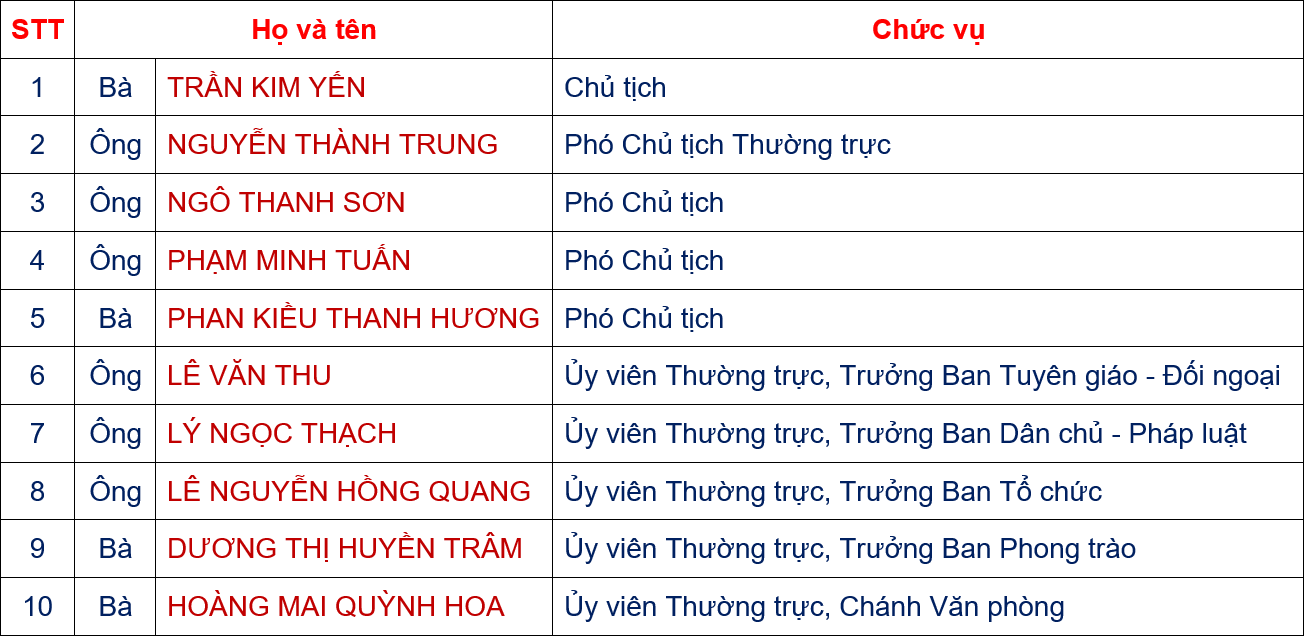 STT Họ và tên Chức vụ
1 Bà TRẦN KIM YẾN Chủ tịch
2 Ông NGUYỄN THÀNH TRUNG Phó Chủ tịch Thường trực
3 Ông NGÔ THANH SƠN Phó Chủ tịch
4 Ông PHẠM MINH TUẤN Phó Chủ tịch
5 Bà PHAN KIỀU THANH HƯƠNG Phó Chủ tịch
6 Ông LÊ VĂN THU Ủy viên Thường trực, Trưởng Ban Tuyên giáo - Đối ngoại
7 Ông LÝ NGỌC THẠCH Ủy viên Thường trực, Trưởng Ban Dân chủ - Pháp luật
8 Ông LÊ NGUYỄN HỒNG QUANG Ủy viên Thường trực, Trưởng Ban Tổ chức
9 Bà DƯƠNG THỊ HUYỀN TRÂM Ủy viên Thường trực, Trưởng Ban Phong trào
10 Bà HOÀNG MAI QUỲNH HOA Ủy viên Thường trực, Chánh Văn phòng